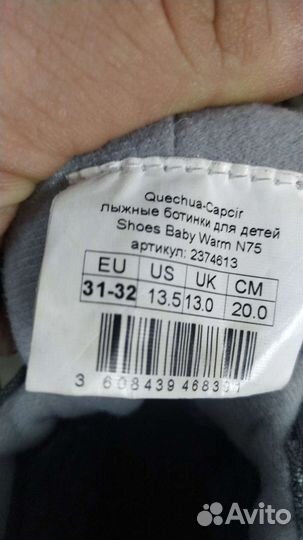 Quechua-Capcir
лыжные ботинки для детей
Shoes Baby Warm N75
артикул: 2374613
EU US UK CM
31-32 13.5 13.0 20.0
Avito